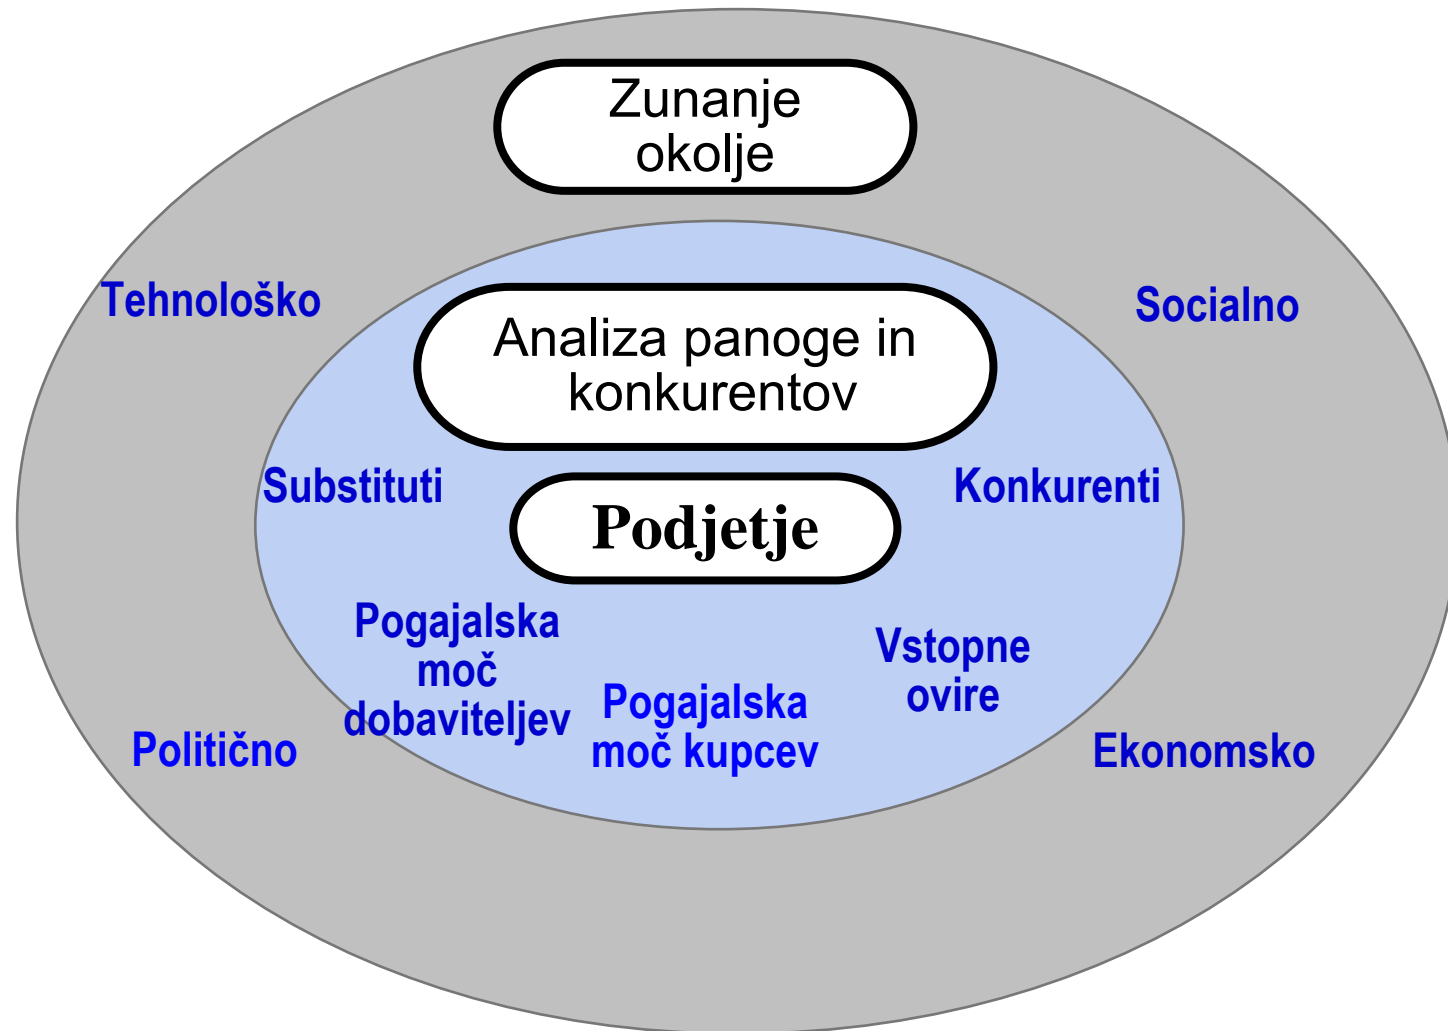 Zunanje
okolje
Tehnološko
Socialno
Analiza panoge in
konkurentov
Substituti
Konkurenti
Podjetje
Pogajalska
moč
dobaviteljev
Pogajalska
moč kupcev
Vstopne
ovire
Politično
Ekonomsko